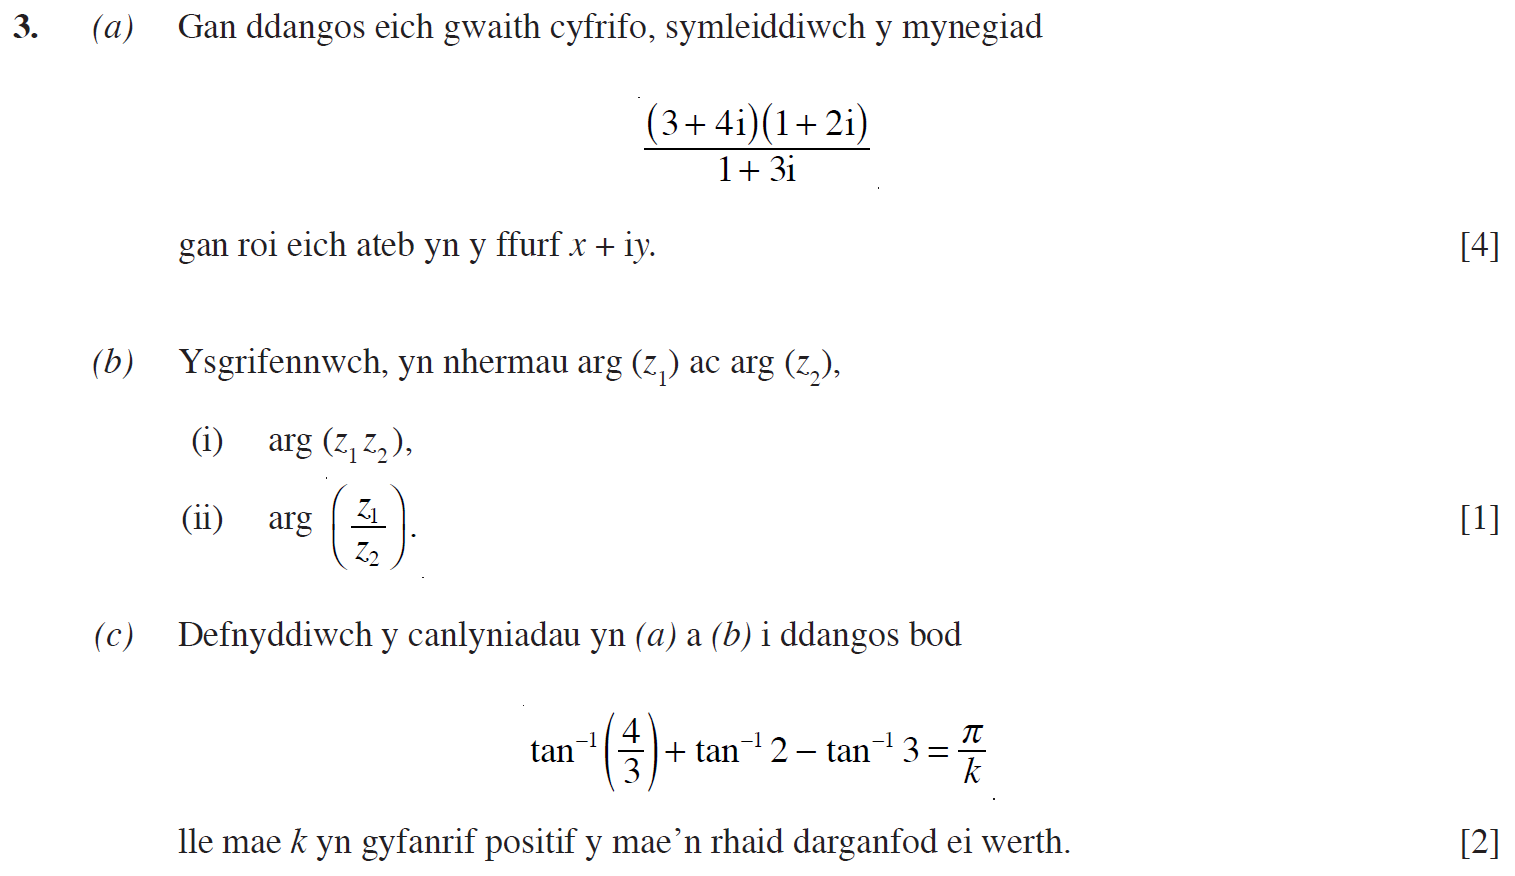 3. (a) Gan ddangos eich gwaith cyfrifo, symleiddiwch y mynegiad
(3 + 4i)(1 + 2i)
1 + 3i
gan roi eich ateb yn y ffurf x + iy. [4]
(b) Ysgrifennwch, yn nhermau arg (z₁) ac arg (z₂),
(i) arg (z₁ z₂),
(ii) arg (z₁/z₂). [1]
(c) Defnyddiwch y canlyniadau yn (a) a (b) i ddangos bod
tan⁻¹(4/3) + tan⁻¹ 2 − tan⁻¹ 3 = π/k
lle mae k yn gyfanrif positif y mae’n rhaid darganfod ei werth. [2]